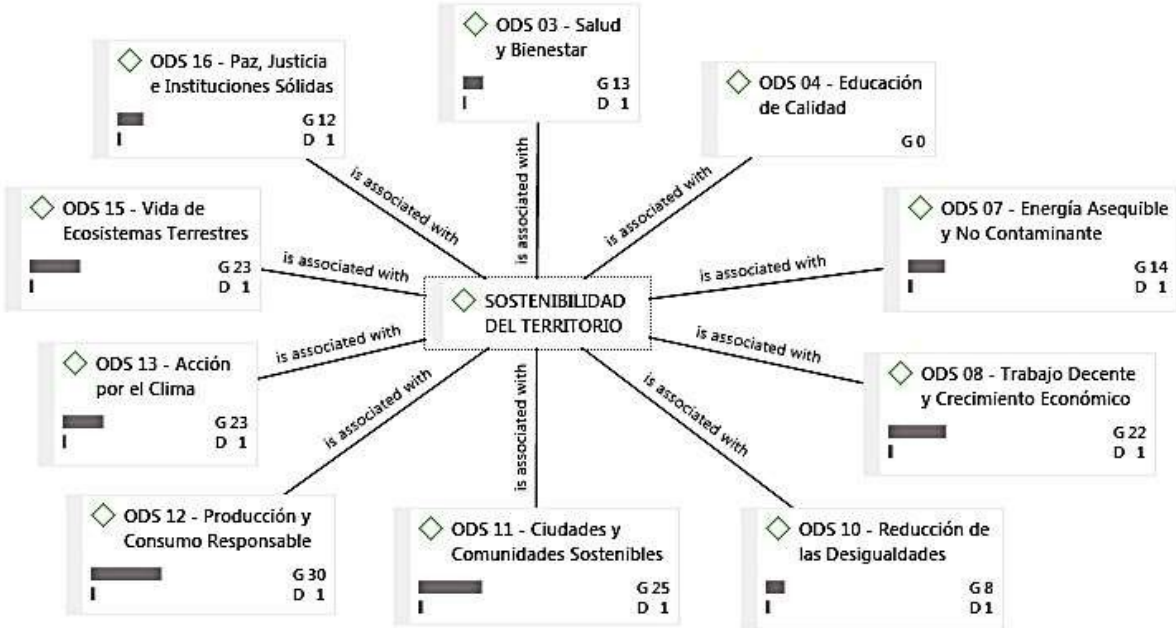 ODS 03 - Salud
y Bienestar
G 13
D 1
ODS 16 - Paz, Justicia
e Instituciones Sólidas
G 12
D 1
ODS 04 - Educación
de Calidad
G 0
ODS 15 - Vida de
Ecosistemas Terrestres
G 23
D 1
ODS 07 - Energía Asequible
y No Contaminante
G 14
D 1
is associated with
is associated with
is associated with
is associated with
is associated with
SOSTENIBILIDAD
DEL TERRITORIO
is associated with
is associated with
is associated with
is associated with
is associated with
ODS 13 - Acción
por el Clima
G 23
D 1
ODS 08 - Trabajo Decente
y Crecimiento Económico
G 22
D 1
ODS 12 - Producción y
Consumo Responsable
G 30
D 1
ODS 11 - Ciudades y
Comunidades Sostenibles
G 25
D 1
ODS 10 - Reducción de
las Desigualdades
G 8
D 1